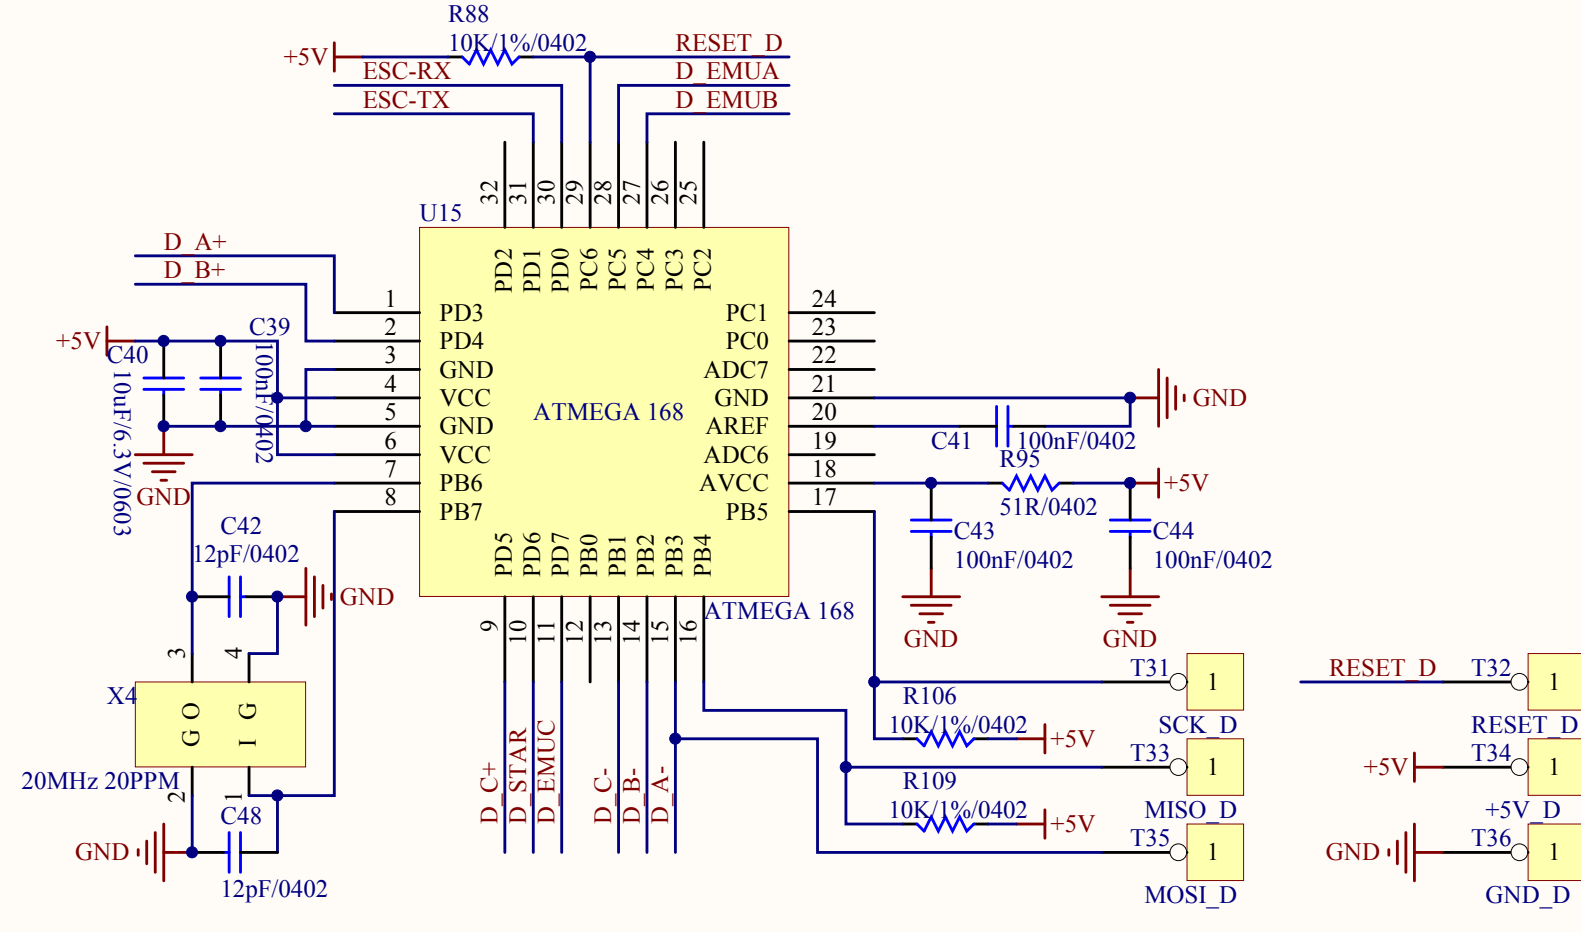 R88
10K/1%/0402
+5V
RESET_D
ESC-RX
D_EMUA
ESC-TX
D_EMUB
32
31
30
29
28
27
26
25
U15
PD2
PD1
PD0
PC6
PC5
PC4
PC3
PC2
D_A+
D_B+
1
PD3
2
PD4
3
GND
4
VCC
5
GND
6
VCC
7
PB6
8
PB7
24
PC1
23
PC0
22
ADC7
21
GND
20
AREF
19
ADC6
18
AVCC
17
PB5
ATMEGA 168
+5V
C40
10uF/6.3V/0603
C39
100nF/0402
GND
GND
C41
100nF/0402
R95
51R/0402
+5V
C43
100nF/0402
C44
100nF/0402
GND
GND
C42
12pF/0402
GND
PD5
PD6
PD7
PB0
PB1
PB2
PB3
PB4
ATMEGA 168
9
10
11
12
13
14
15
16
3
4
X4
G O
I G
20MHz 20PPM
2
1
C48
12pF/0402
GND
D_C+
D_STAR
D_EMUC
D_C-
D_B-
D_A-
T31
1
SCK_D
R106
10K/1%/0402
+5V
T33
1
MISO_D
R109
10K/1%/0402
+5V
T35
1
MOSI_D
RESET_D
T32
1
RESET_D
+5V
T34
1
+5V_D
GND
T36
1
GND_D